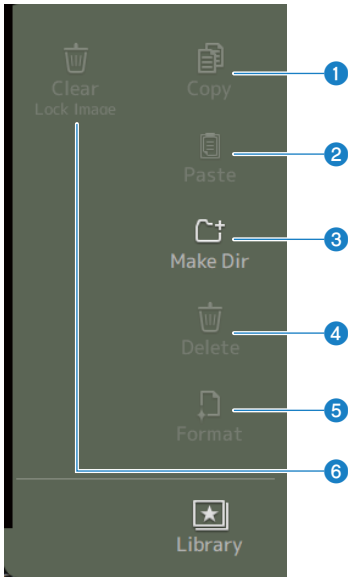 Clear
Lock Image
Copy
1
Paste
2
Make Dir
3
Delete
4
Format
5
6
Library